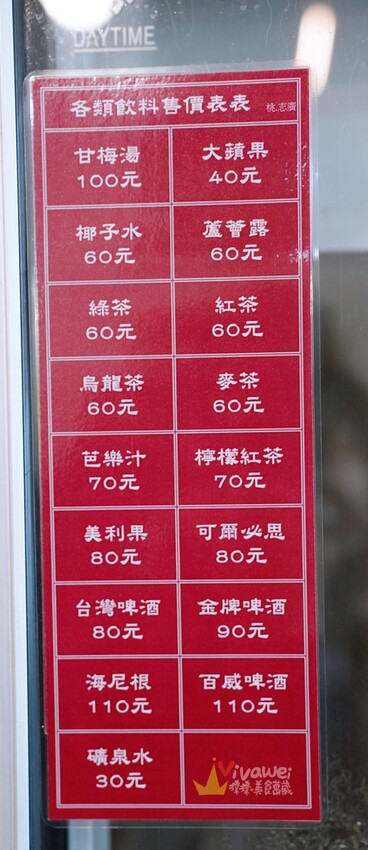 DAYTIME
各類飲料售價表表 桃.志廣
甘梅湯 大蘋果
100元 40元
椰子水 蘆薈露
60元 60元
綠茶 紅茶
60元 60元
烏龍茶 麥茶
60元 60元
芭樂汁 檸檬紅茶
70元 70元
美利果 可爾必思
80元 80元
台灣啤酒 金牌啤酒
80元 90元
海尼根 百威啤酒
110元 110元
礦泉水
30元
Vivawei
美食窩